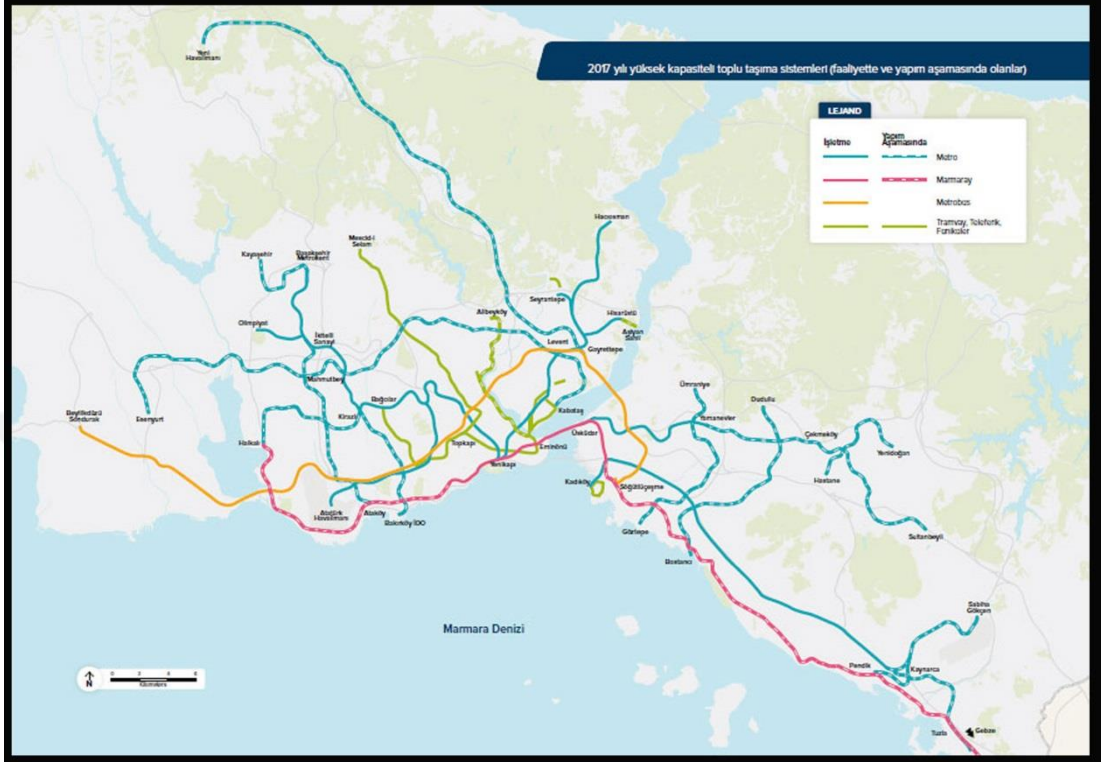 2017 yılı yüksek kapasiteli toplu taşıma sistemleri (faaliyette ve yapım aşamasında olanlar)
LEJAND
İşletme
Yapım
Aşamasında
Metro
Marmaray
Metrobüs
Tramvay, Teleferik,
Füniküler
Yeni
Havalimanı
Hacıosman
Mescid-i
Selam
Kayaşehir
Başakşehir
Metrokent
Seyrantepe
Alibeyköy
Hisarüstü
Aşiyan
Sahil
Olimpiyat
İkitelli
Sanayi
Levent
Gayrettepe
Mahmutbey
Ümraniye
Dudullu
Bağcılar
Beylikdüzü
Sondurak
Esenyurt
Kirazlı
Kabataş
Yamanevler
Çekmeköy
Halkalı
Topkapı
Eminönü
Üsküdar
Yenidoğan
Yenikapı
Hastane
Kadıköy
Söğütlüçeşme
Atatürk
Havalimanı
Ataköy
Bakırköy İDO
Göztepe
Sultanbeyli
Bostancı
Sabiha
Gökçen
Marmara Denizi
Pendik
Kaynarca
N
Kilometers
Tuzla
Gebze